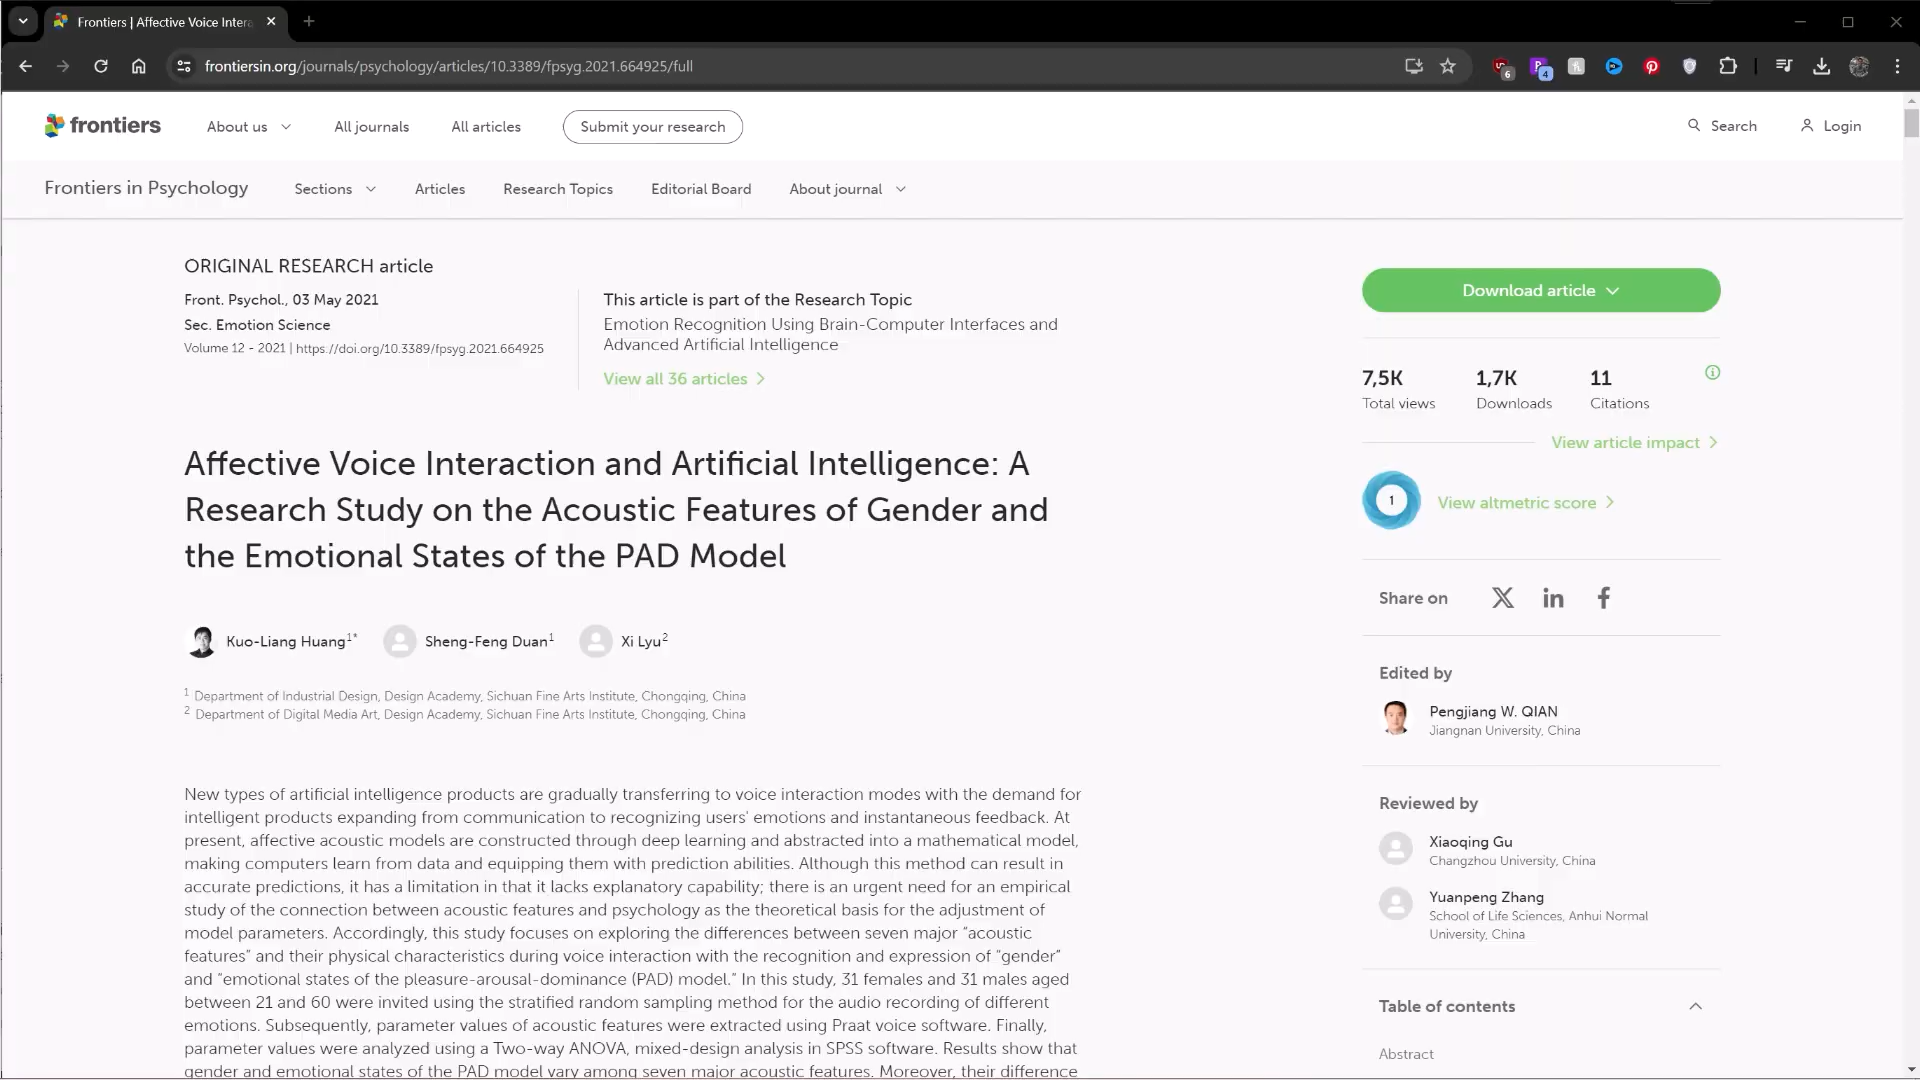 Frontiers | Affective Voice Intera
frontiersin.org/journals/psychology/articles/10.3389/fpsyg.2021.664925/full
6
4
frontiers
About us
All journals
All articles
Submit your research
Search
Login
Frontiers in Psychology
Sections
Articles
Research Topics
Editorial Board
About journal
ORIGINAL RESEARCH article
Front. Psychol., 03 May 2021
Sec. Emotion Science
Volume 12 - 2021 | https://doi.org/10.3389/fpsyg.2021.664925
This article is part of the Research Topic
Emotion Recognition Using Brain-Computer Interfaces and
Advanced Artificial Intelligence
View all 36 articles
Affective Voice Interaction and Artificial Intelligence: A
Research Study on the Acoustic Features of Gender and
the Emotional States of the PAD Model
Kuo-Liang Huang1*
Sheng-Feng Duan1
Xi Lyu2
1 Department of Industrial Design, Design Academy, Sichuan Fine Arts Institute, Chongqing, China
2 Department of Digital Media Art, Design Academy, Sichuan Fine Arts Institute, Chongqing, China
New types of artificial intelligence products are gradually transferring to voice interaction modes with the demand for
intelligent products expanding from communication to recognizing users' emotions and instantaneous feedback. At
present, affective acoustic models are constructed through deep learning and abstracted into a mathematical model,
making computers learn from data and equipping them with prediction abilities. Although this method can result in
accurate predictions, it has a limitation in that it lacks explanatory capability; there is an urgent need for an empirical
study of the connection between acoustic features and psychology as the theoretical basis for the adjustment of
model parameters. Accordingly, this study focuses on exploring the differences between seven major “acoustic
features” and their physical characteristics during voice interaction with the recognition and expression of “gender”
and “emotional states of the pleasure-arousal-dominance (PAD) model.” In this study, 31 females and 31 males aged
between 21 and 60 were invited using the stratified random sampling method for the audio recording of different
emotions. Subsequently, parameter values of acoustic features were extracted using Praat voice software. Finally,
parameter values were analyzed using a Two-way ANOVA, mixed-design analysis in SPSS software. Results show that
gender and emotional states of the PAD model vary among seven major acoustic features. Moreover, their difference
Download article
7,5K
Total views
1,7K
Downloads
11
Citations
View article impact
1
View altmetric score
Share on
Edited by
Pengjiang W. QIAN
Jiangnan University, China
Reviewed by
Xiaoqing Gu
Changzhou University, China
Yuanpeng Zhang
School of Life Sciences, Anhui Normal
University, China
Table of contents
Abstract